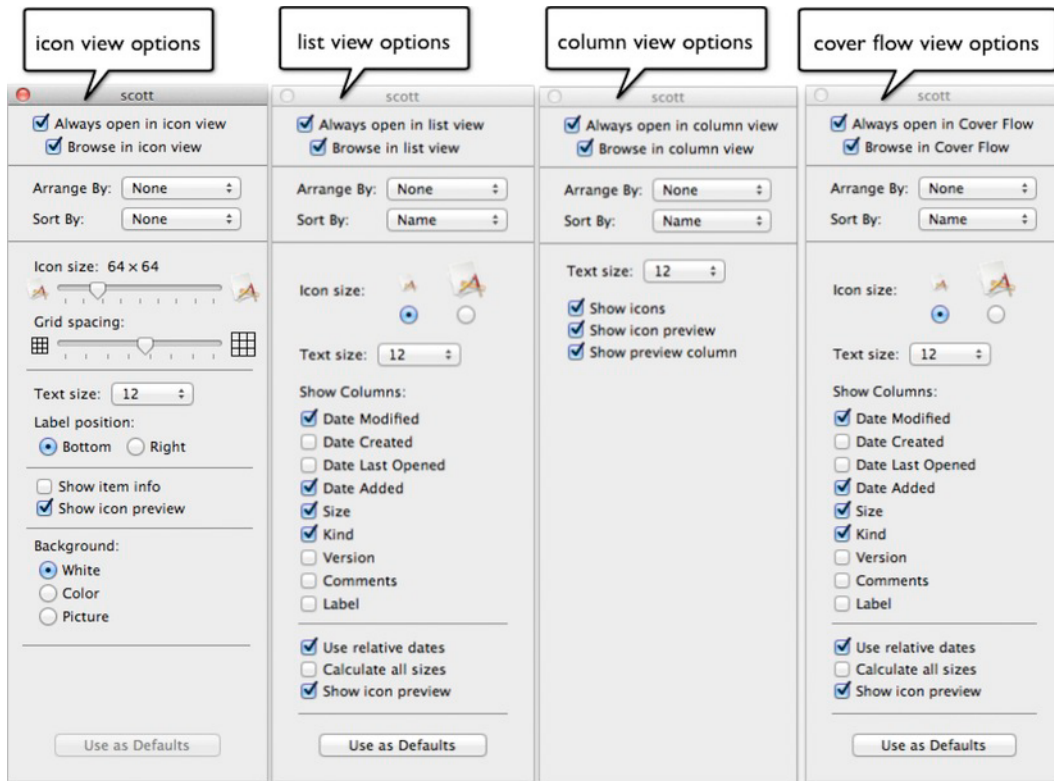 icon view options
list view options
column view options
cover flow view options
scott
Always open in icon view
Browse in icon view
Arrange By: None
Sort By: None
Icon size: 64 × 64
Grid spacing:
Text size: 12
Label position:
Bottom Right
Show item info
Show icon preview
Background:
White
Color
Picture
Use as Defaults
scott
Always open in list view
Browse in list view
Arrange By: None
Sort By: Name
Icon size:
Text size: 12
Show Columns:
Date Modified
Date Created
Date Last Opened
Date Added
Size
Kind
Version
Comments
Label
Use relative dates
Calculate all sizes
Show icon preview
Use as Defaults
scott
Always open in column view
Browse in column view
Arrange By: None
Sort By: Name
Text size: 12
Show icons
Show icon preview
Show preview column
scott
Always open in Cover Flow
Browse in Cover Flow
Arrange By: None
Sort By: Name
Icon size:
Text size: 12
Show Columns:
Date Modified
Date Created
Date Last Opened
Date Added
Size
Kind
Version
Comments
Label
Use relative dates
Calculate all sizes
Show icon preview
Use as Defaults